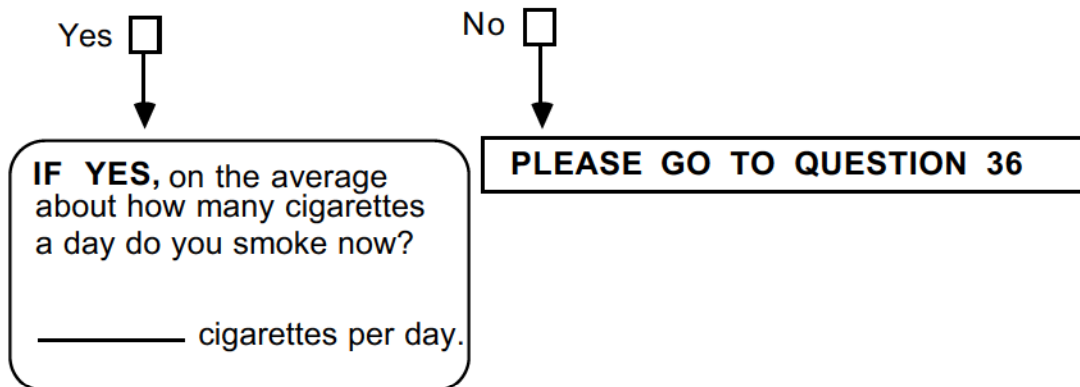 Yes
No
IF YES, on the average
about how many cigarettes
a day do you smoke now?
cigarettes per day.
PLEASE GO TO QUESTION 36